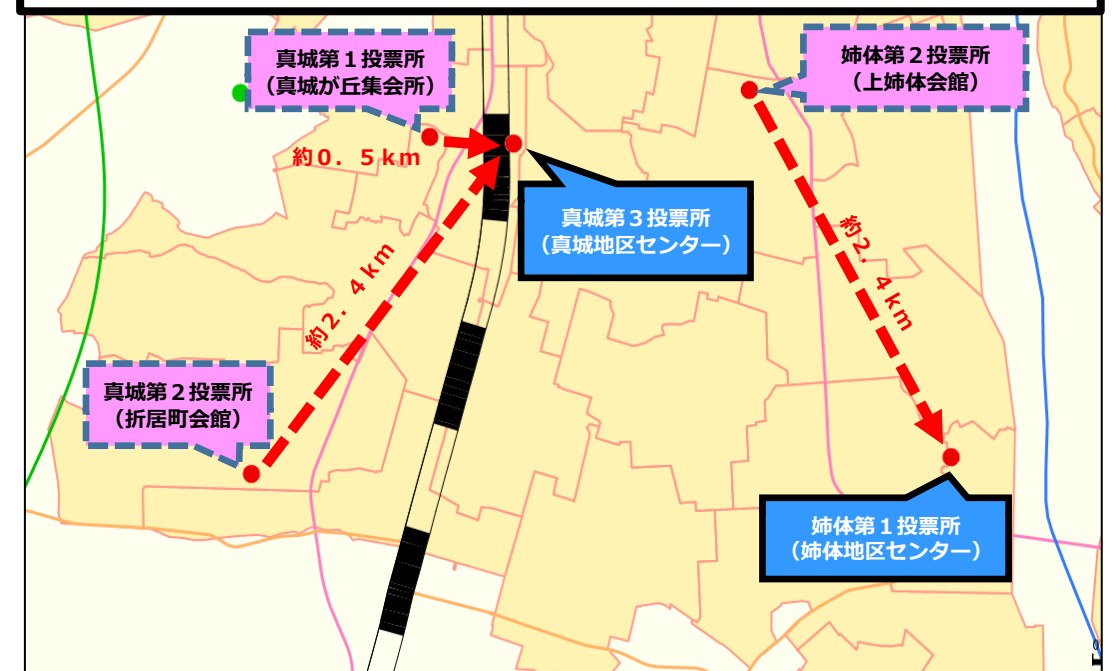 真城第１投票所
（真城が丘集会所）
姉体第２投票所
（上姉体会館）
約０．５ｋｍ
真城第３投票所
（真城地区センター）
約２．４ｋｍ
約２．４ｋｍ
真城第２投票所
（折居町会館）
姉体第１投票所
（姉体地区センター）